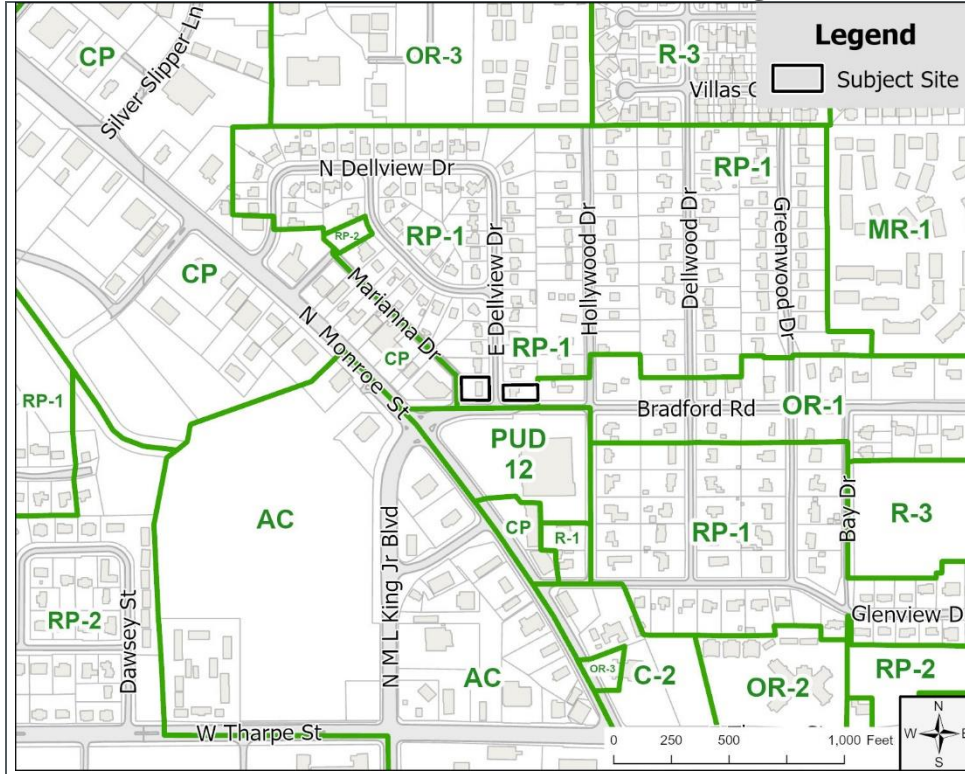 Legend
Subject Site
CP
Silver Slipper Ln
OR-3
R-3
N Dellview Dr
RP-1
RP-1
RP-2
MR-1
CP
Marianna Dr
N Monroe St
E Dellview Dr
Hollywood Dr
Dellwood Dr
Greenwood Dr
RP-1
CP
RP-1
Bradford Rd
OR-1
PUD
12
AC
N M L King Jr Blvd
CP
R-1
RP-1
Bay Dr
R-3
RP-2
Dawsey St
Glenview D
AC
OR-3
C-2
OR-2
RP-2
W Tharpe St
0 250 500 1,000 Feet
N
W E
S